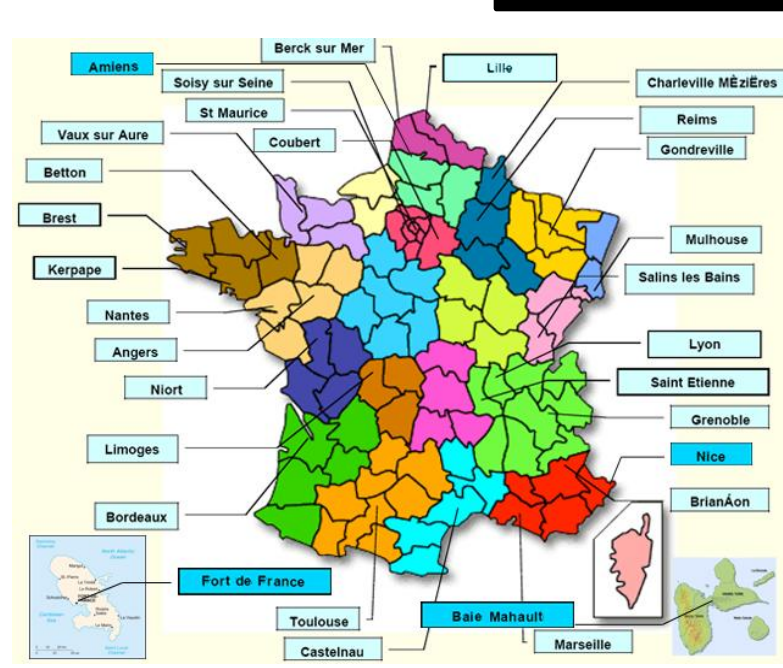 Berck sur Mer
Amiens
Lille
Soisy sur Seine
Charleville MÈziËres
St Maurice
Reims
Vaux sur Aure
Coubert
Gondreville
Betton
Brest
Mulhouse
Kerpape
Salins les Bains
Nantes
Lyon
Angers
Saint Etienne
Niort
Grenoble
Limoges
Nice
BrianÁon
Bordeaux
Fort de France
Baie Mahault
Toulouse
Marseille
Castelnau